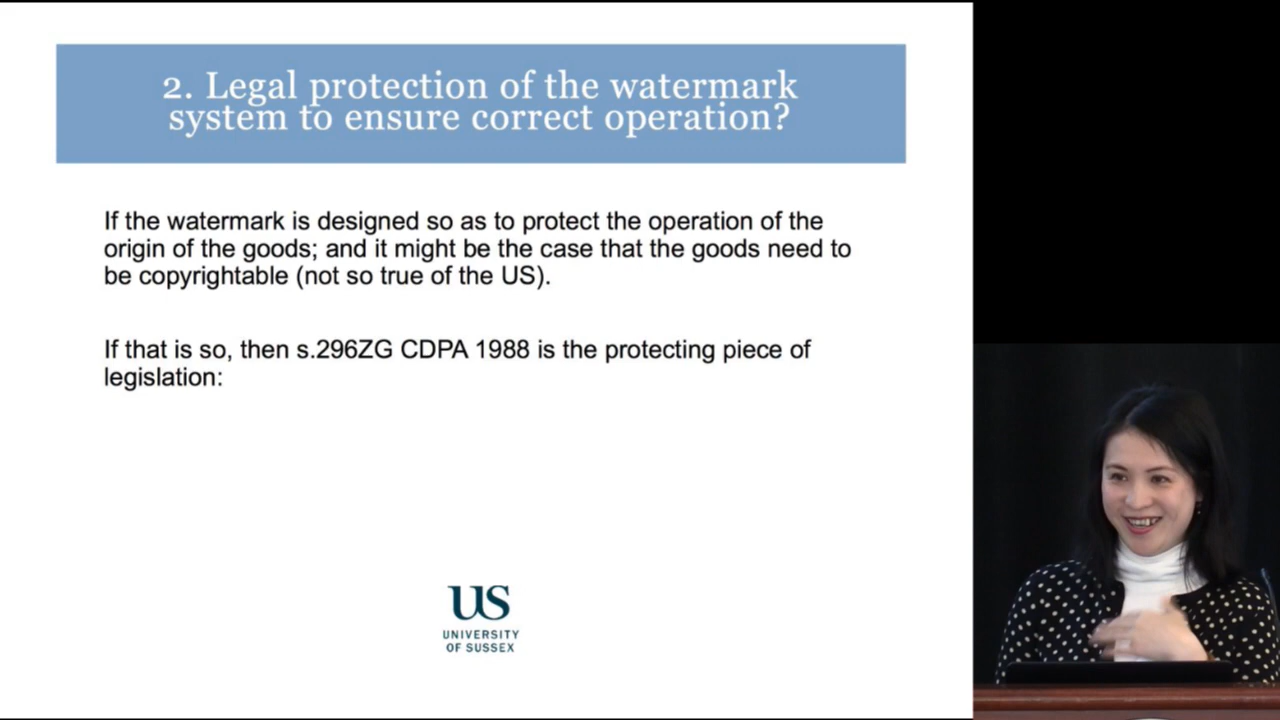 2. Legal protection of the watermark
system to ensure correct operation?
If the watermark is designed so as to protect the operation of the
origin of the goods; and it might be the case that the goods need to
be copyrightable (not so true of the US).
If that is so, then s.296ZG CDPA 1988 is the protecting piece of
legislation:
US
UNIVERSITY
OF SUSSEX